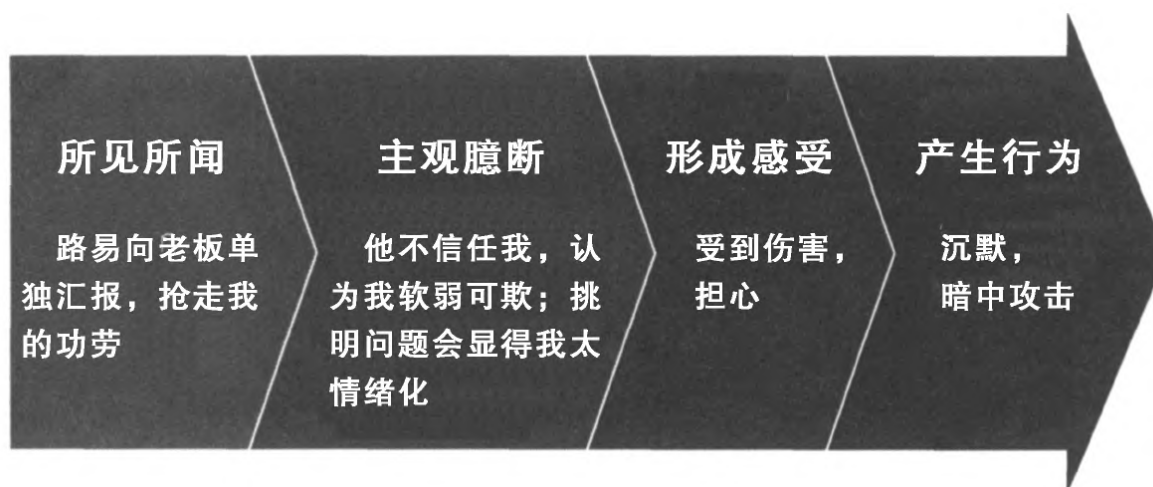 所见所闻
路易向老板单
独汇报，抢走我
的功劳
主观臆断
他不信任我，认
为我软弱可欺；挑
明问题会显得我太
情绪化
形成感受
受到伤害，
担心
产生行为
沉默，
暗中攻击